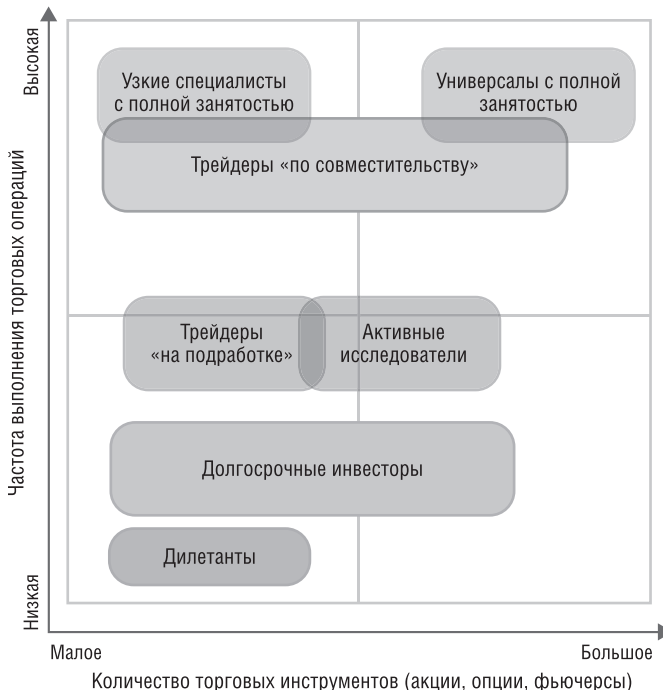 Высокая
Частота выполнения торговых операций
Низкая
Узкие специалисты
с полной занятостью
Универсалы с полной
занятостью
Трейдеры «по совместительству»
Трейдеры
«на подработке»
Активные
исследователи
Долгосрочные инвесторы
Дилетанты
Малое
Большое
Количество торговых инструментов (акции, опции, фьючерсы)